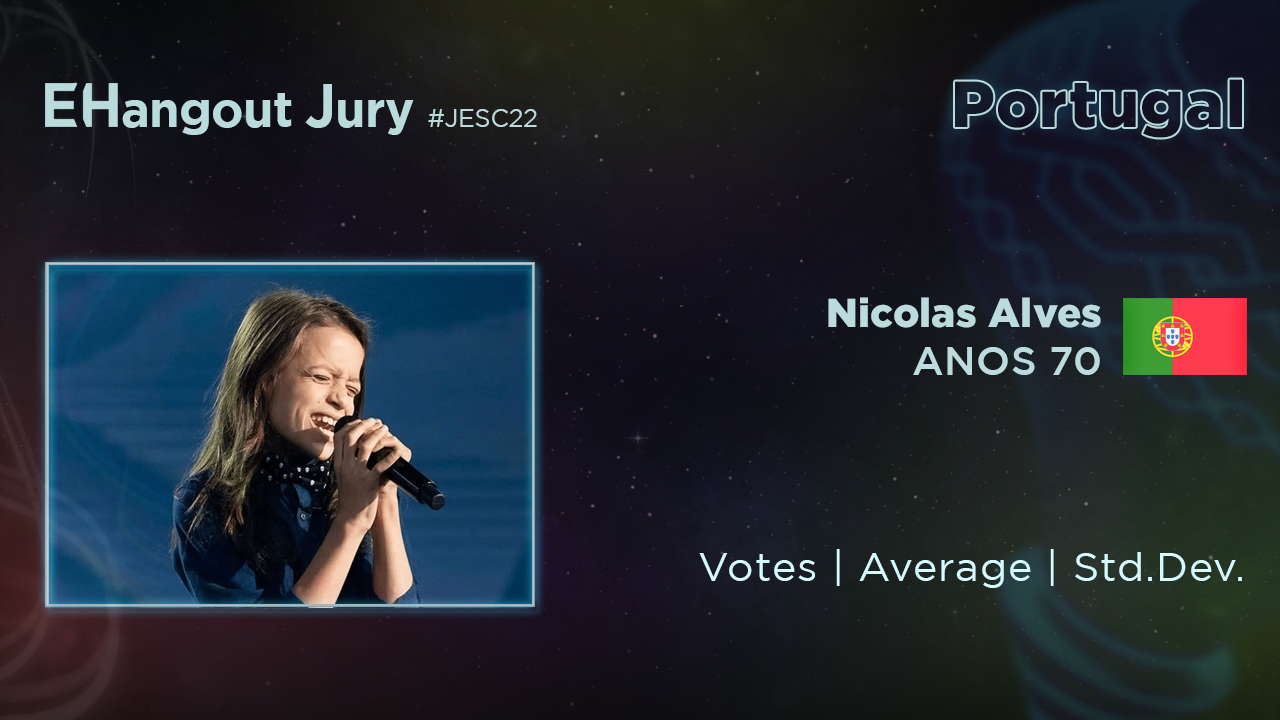 EHangout Jury #JESC22
Portugal
Nicolas Alves
ANOS 70
Votes | Average | Std.Dev.